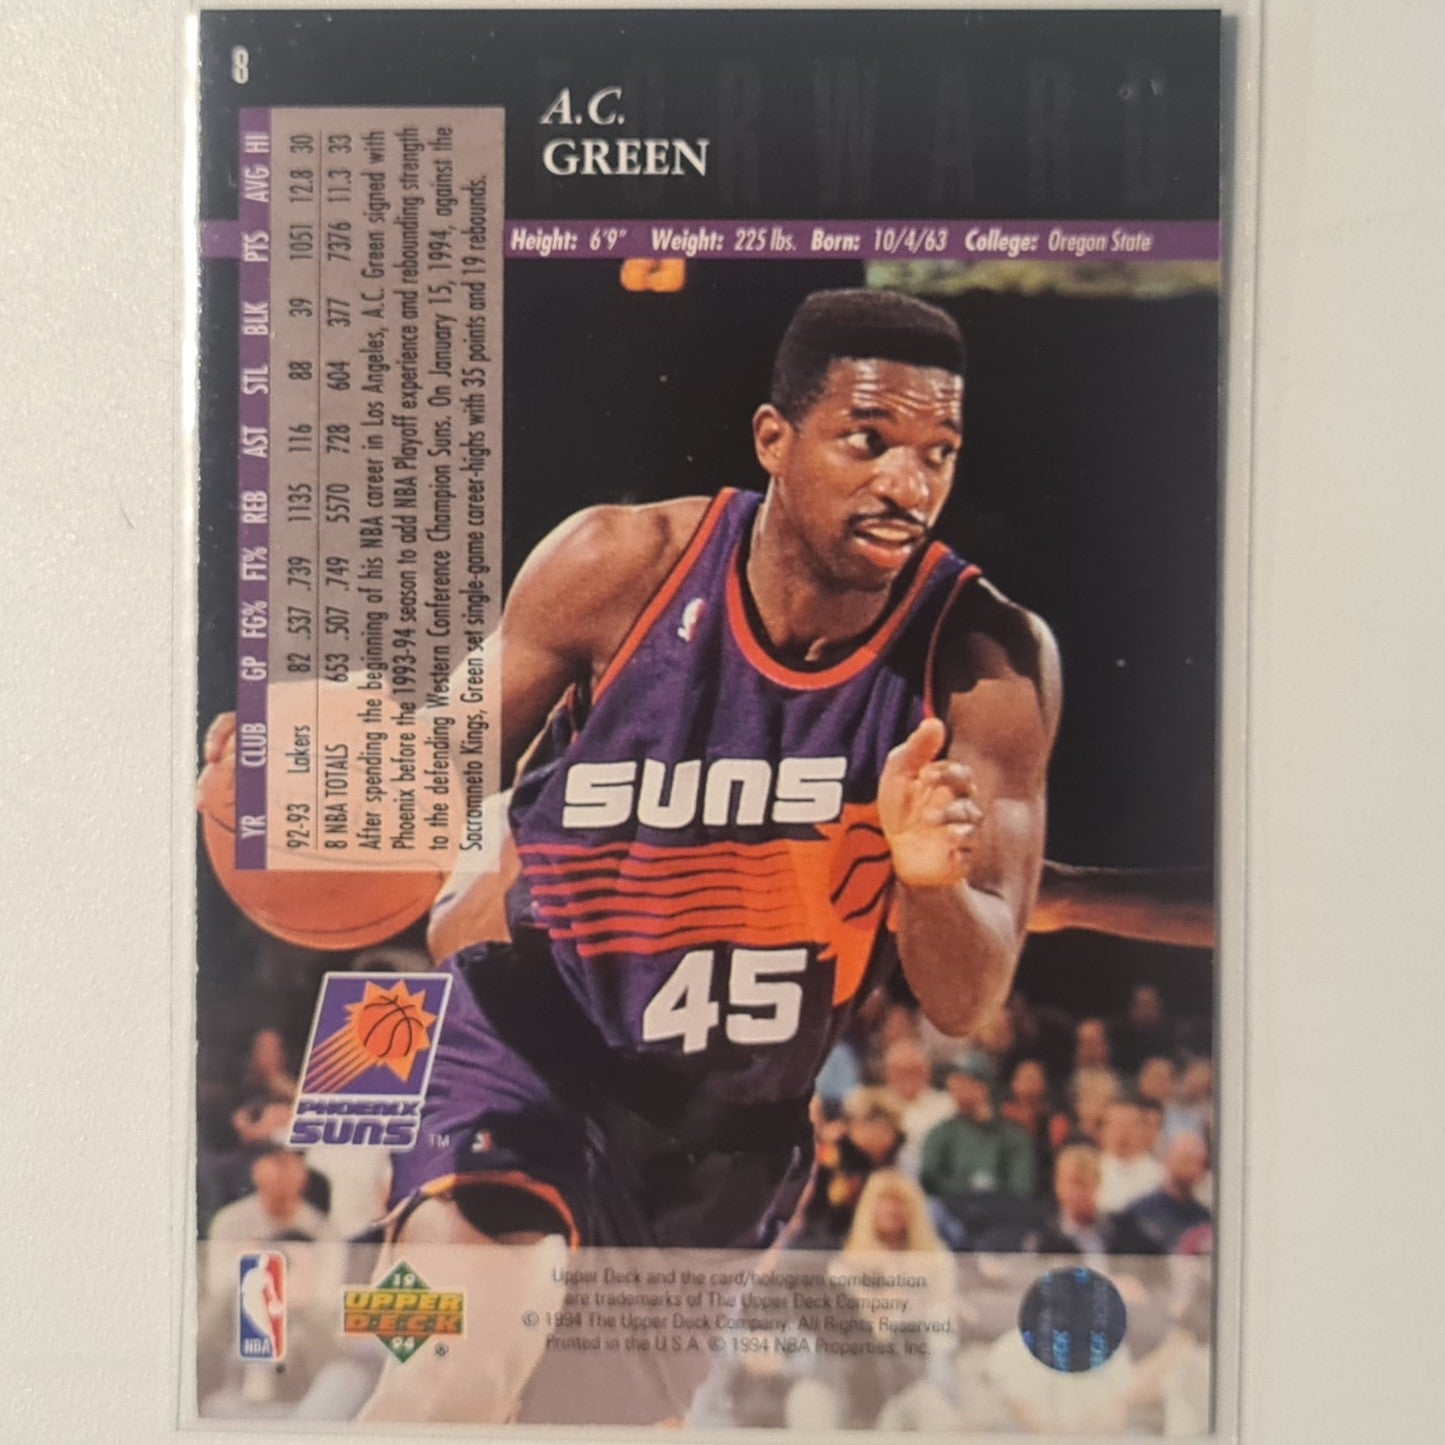 8
FORWARD
A.C.
GREEN
Height: 6'9" Weight: 225 lbs. Born: 10/4/63 College: Oregon State
YR CLUB GP FG% FT% REB AST STL BLK PTS AVG HI
92-93 Lakers 82 .537 .739 1135 116 88 39 1051 12.8 30
8 NBA TOTALS 653 .507 .749 5570 728 604 377 7376 11.3 33
After spending the beginning of his NBA career in Los Angeles, A.C. Green signed with
Phoenix before the 1993-94 season to add NBA Playoff experience and rebounding strength
to the defending Western Conference Champion Suns. On January 15, 1994, against the
Sacramneto Kings, Green set single-game career-highs with 35 points and 19 rebounds.
SUNS
45
PHOENIX
SUNS TM
NBA ®
19
UPPER
DECK
94 ®
Upper Deck and the card/hologram combination
are trademarks of The Upper Deck Company.
© 1994 The Upper Deck Company. All Rights Reserved.
Printed in the U.S.A. © 1994 NBA Properties, Inc.